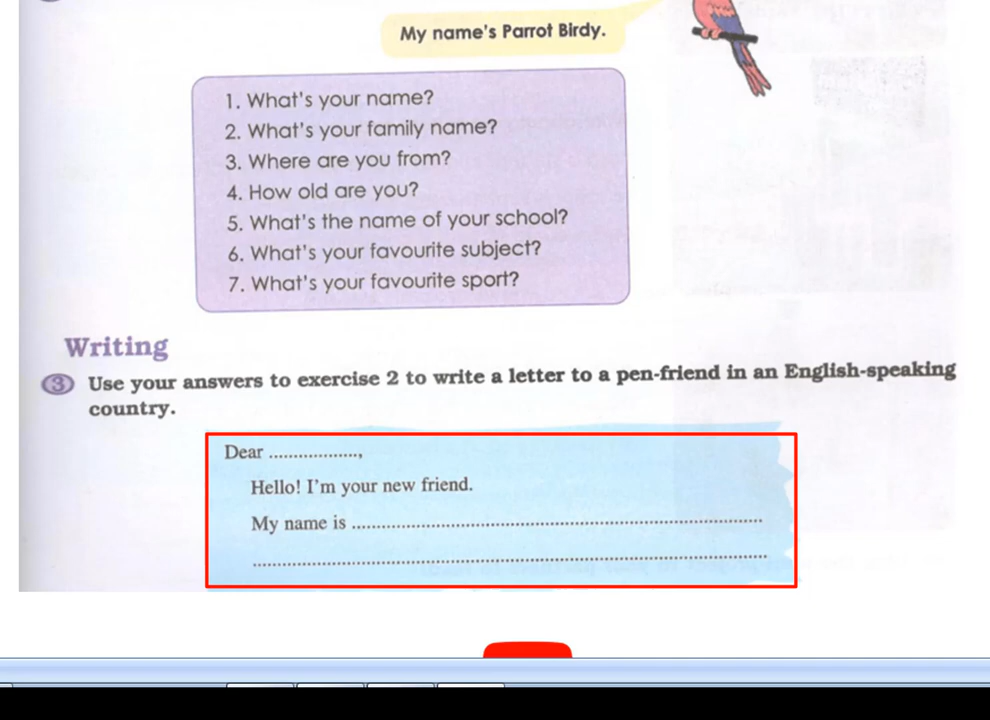 My name's Parrot Birdy.
1. What's your name?
2. What's your family name?
3. Where are you from?
4. How old are you?
5. What's the name of your school?
6. What's your favourite subject?
7. What's your favourite sport?
Writing
3 Use your answers to exercise 2 to write a letter to a pen-friend in an English-speaking
country.
Dear ..................,
Hello! I'm your new friend.
My name is ....................................................................................
..........................................................................................................